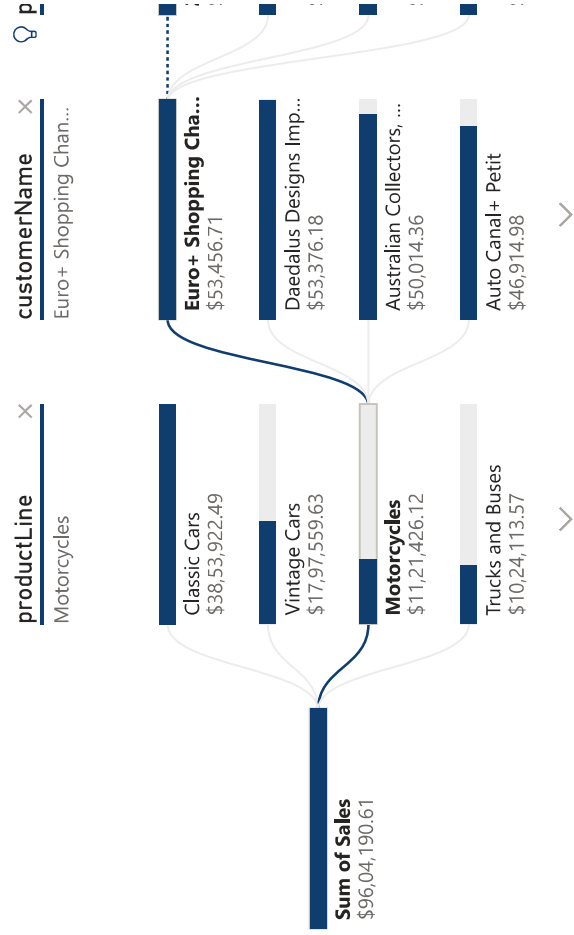 productLine
Motorcycles
customerName
Euro+ Shopping Chan...
Sum of Sales
$96,04,190.61
Classic Cars
$38,53,922.49
Vintage Cars
$17,97,559.63
Motorcycles
$11,21,426.12
Trucks and Buses
$10,24,113.57
Euro+ Shopping Cha...
$53,456.71
Daedalus Designs Imp...
$53,376.18
Australian Collectors, ...
$50,014.36
Auto Canal+ Petit
$46,914.98